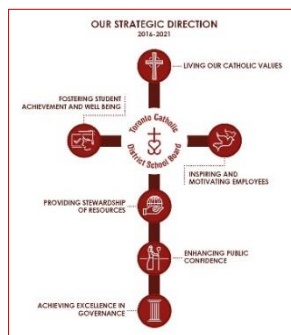 OUR STRATEGIC DIRECTION
2016-2021
LIVING OUR CATHOLIC VALUES
FOSTERING STUDENT
ACHIEVEMENT AND WELL BEING
Toronto Catholic
District School Board
INSPIRING AND
MOTIVATING EMPLOYEES
PROVIDING STEWARDSHIP
OF RESOURCES
ENHANCING PUBLIC
CONFIDENCE
ACHIEVING EXCELLENCE IN
GOVERNANCE